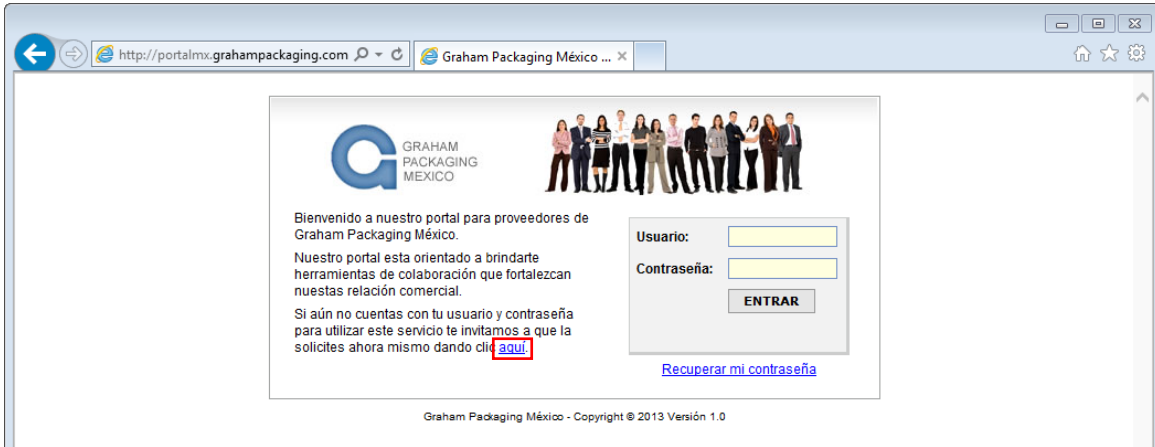 http://portalmx.grahampackaging.com
Graham Packaging México ...
GRAHAM
PACKAGING
MEXICO
Bienvenido a nuestro portal para proveedores de
Graham Packaging México.
Nuestro portal esta orientado a brindarte
herramientas de colaboración que fortalezcan
nuestas relación comercial.
Si aún no cuentas con tu usuario y contraseña
para utilizar este servicio te invitamos a que la
solicites ahora mismo dando clic aquí.
Usuario:
Contraseña:
ENTRAR
Recuperar mi contraseña
Graham Packaging México - Copyright © 2013 Versión 1.0